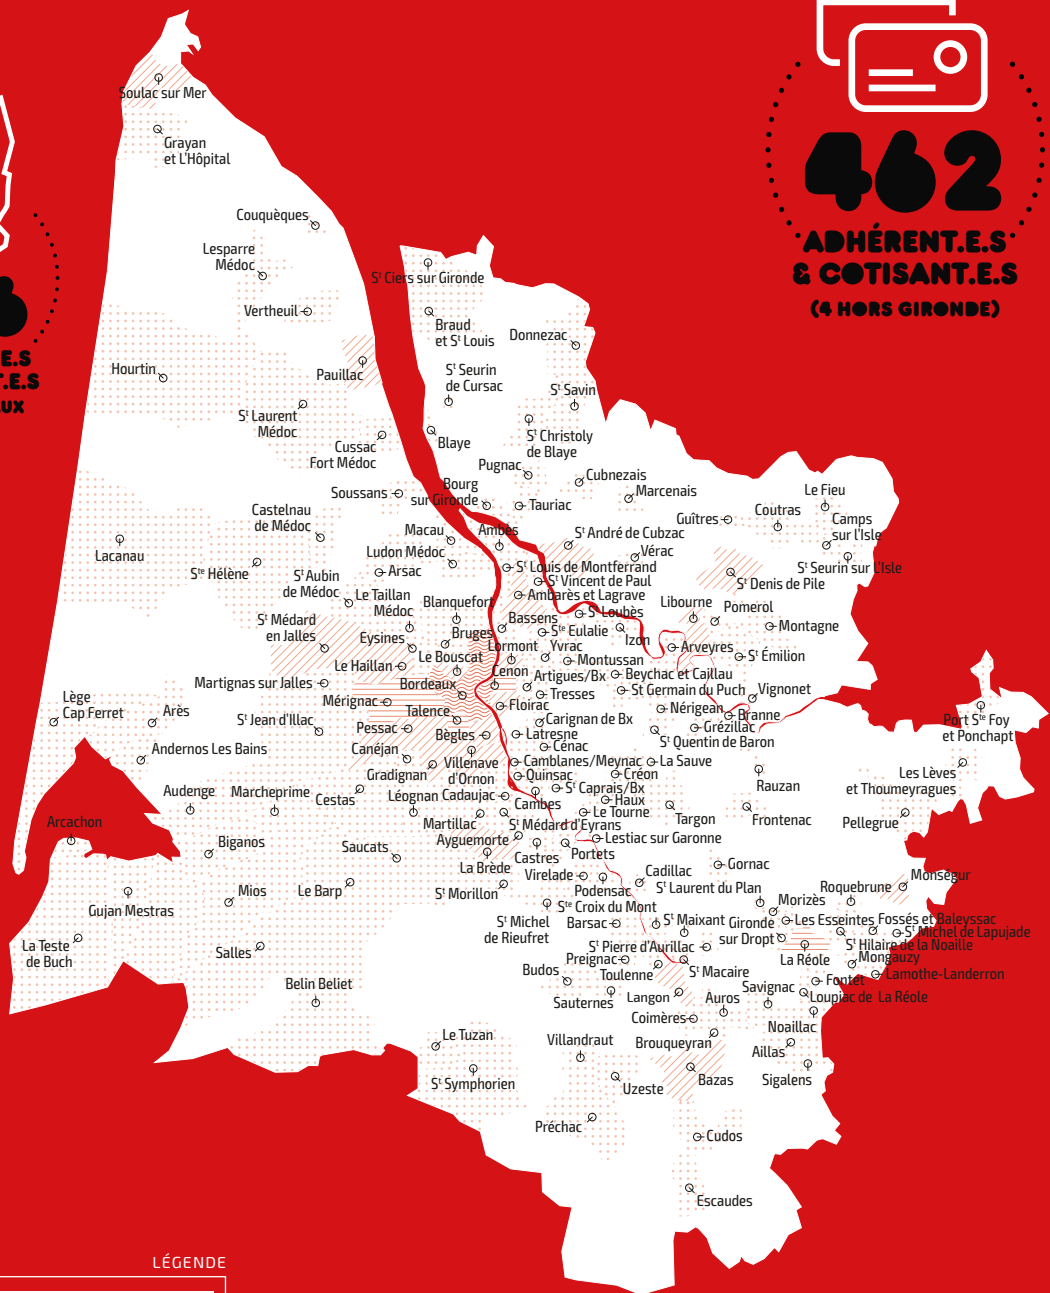 462
ADHÉRENT.E.S
& COTISANT.E.S
(4 HORS GIRONDE)
E.S
T.E.S
UX
Soulac sur Mer
Grayan
et L'Hôpital
Couquèques
Lesparre
Médoc
Vertheuil
Hourtin
Pauillac
St Laurent
Médoc
Cussac
Fort Médoc
Soussans
Castelnau
de Médoc
Lacanau
Ste Hélène
St Ciers sur Gironde
Braud
et St Louis
Donnezac
St Seurin
de Cursac
St Savin
Blaye
St Christoly
de Blaye
Pugnac
Cubnezais
Bourg
sur Gironde
Tauriac
Marcenais
Guîtres
Coutras
Le Fieu
Camps
sur l'Isle
St Seurin sur L'Isle
Macau
Ambès
St André de Cubzac
Ludon Médoc
Vérac
Arsac
St Louis de Montferrand
St Vincent de Paul
St Denis de Pile
St Aubin
de Médoc
Le Taillan
Médoc
Blanquefort
Ambarès et Lagrave
St Loubès
Libourne
Pomerol
Montagne
St Médard
en Jalles
Eysines
Bruges
Bassens
Ste Eulalie
Izon
Arveyres
St Émilion
Le Haillan
Le Bouscat
Lormont
Yvrac
Montussan
Martignas sur Jalles
Bordeaux
Cenon
Artigues/Bx
Beychac et Caillau
Mérignac
Tresses
St Germain du Puch
Vignonet
Talence
Floirac
Nérigean
Branne
St Jean d'Illac
Pessac
Bègles
Carignan de Bx
Grézillac
Latresne
St Quentin de Baron
Lège
Cap Ferret
Arès
Andernos Les Bains
Canéjan
Villenave
d'Ornon
Cénac
Camblanes/Meynac
La Sauve
Port Ste Foy
et Ponchapt
Gradignan
Quinsac
Créon
Audenge
Marcheprime
Cestas
Léognan
Cadaujac
St Caprais/Bx
Cambes
Haux
Rauzan
Les Lèves
et Thoumeyragues
Arcachon
Biganos
Martillac
St Médard d'Eyrans
Le Tourne
Targon
Frontenac
Pellegrue
Saucats
Ayguemorte
Lestiac sur Garonne
Castres
Portets
La Brède
Virelade
Cadillac
Gornac
Gujan Mestras
Mios
Le Barp
St Morillon
Podensac
St Laurent du Plan
Roquebrune
Monségur
Ste Croix du Mont
Morizès
La Teste
de Buch
Salles
St Michel
de Rieufret
Barsac
St Maixant
Gironde
sur Dropt
Les Esseintes
Fossés et Baleyssac
St Michel de Lapujade
St Pierre d'Aurillac
St Hilaire de la Noaille
La Réole
Mongauzy
Belin Beliet
Budos
Preignac
Toulenne
St Macaire
Lamothe-Landerron
Fontet
Sauternes
Langon
Savignac
Loupiac de La Réole
Auros
Coimères
Noaillac
Le Tuzan
Villandraut
Brouqueyran
Aillas
St Symphorien
Uzeste
Bazas
Sigalens
Préchac
Cudos
Escaudes
LÉGENDE